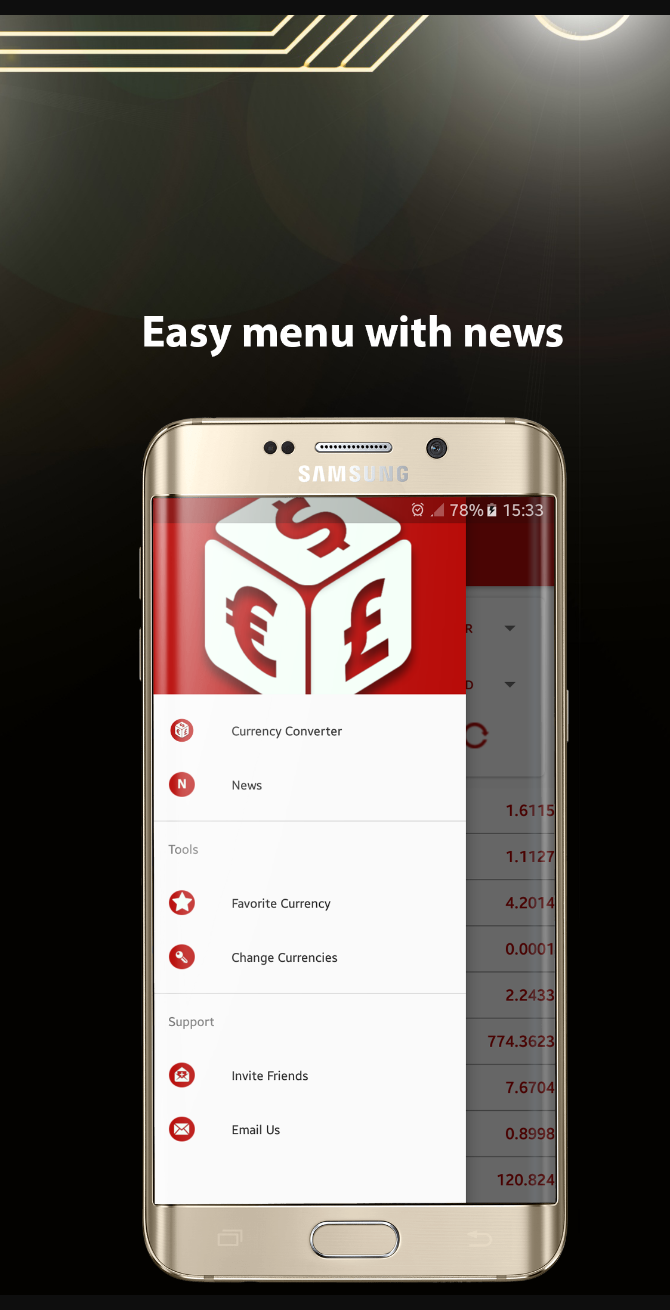 Easy menu with news
SAMSUNG
78% 15:33
$
€ £
R
D
Currency Converter
N News
Tools
Favorite Currency
Change Currencies
Support
Invite Friends
Email Us
1.6115
1.1127
4.2014
0.0001
2.2433
774.3623
7.6704
0.8998
120.824